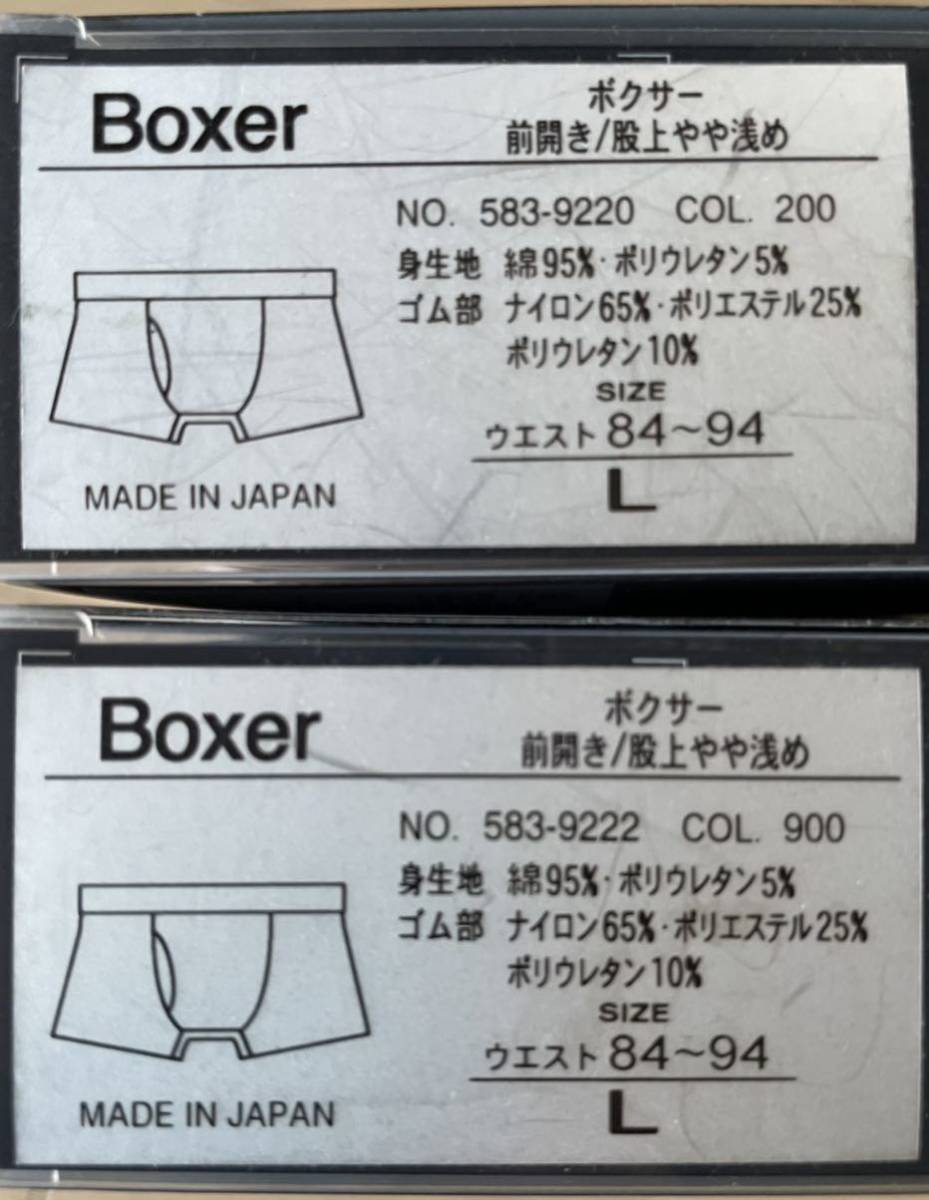 Boxer
ボクサー
前開き/股上やや浅め
NO. 583-9220 COL. 200
身生地 綿95%・ポリウレタン5%
ゴム部 ナイロン65%・ポリエステル25%
ポリウレタン10%
SIZE
ウエスト 84〜94
L
MADE IN JAPAN
Boxer
ボクサー
前開き/股上やや浅め
NO. 583-9222 COL. 900
身生地 綿95%・ポリウレタン5%
ゴム部 ナイロン65%・ポリエステル25%
ポリウレタン10%
SIZE
ウエスト 84〜94
L
MADE IN JAPAN